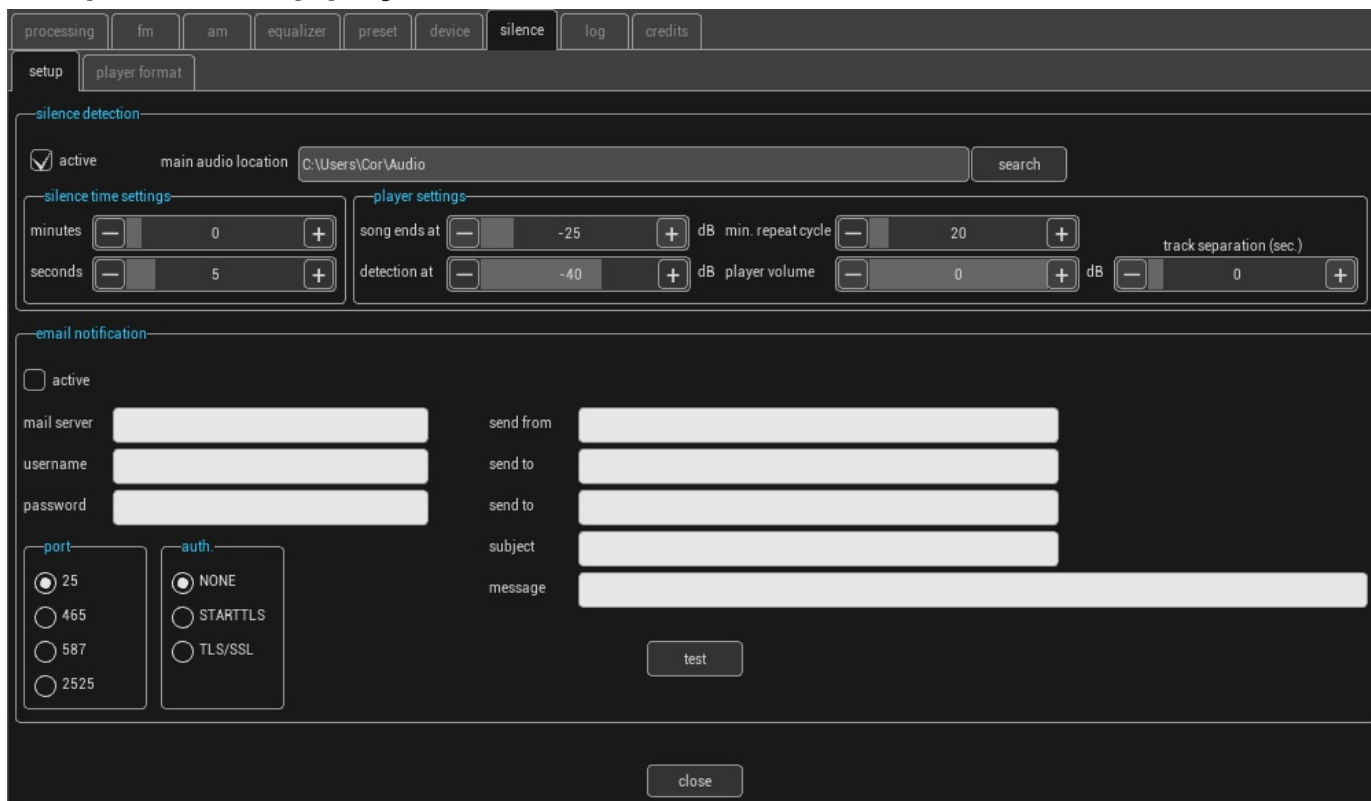 processing fm am equalizer preset device silence log credits
setup player format
silence detection
active main audio location C:\Users\Cor\Audio search
silence time settings player settings
minutes 0 song ends at -25 dB min. repeat cycle 20
track separation (sec.)
seconds 5 detection at -40 dB player volume 0 dB 0
email notification
active
mail server send from
username send to
password send to
port auth. subject
25 NONE
message
465 STARTTLS
587 TLS/SSL
test
2525
close